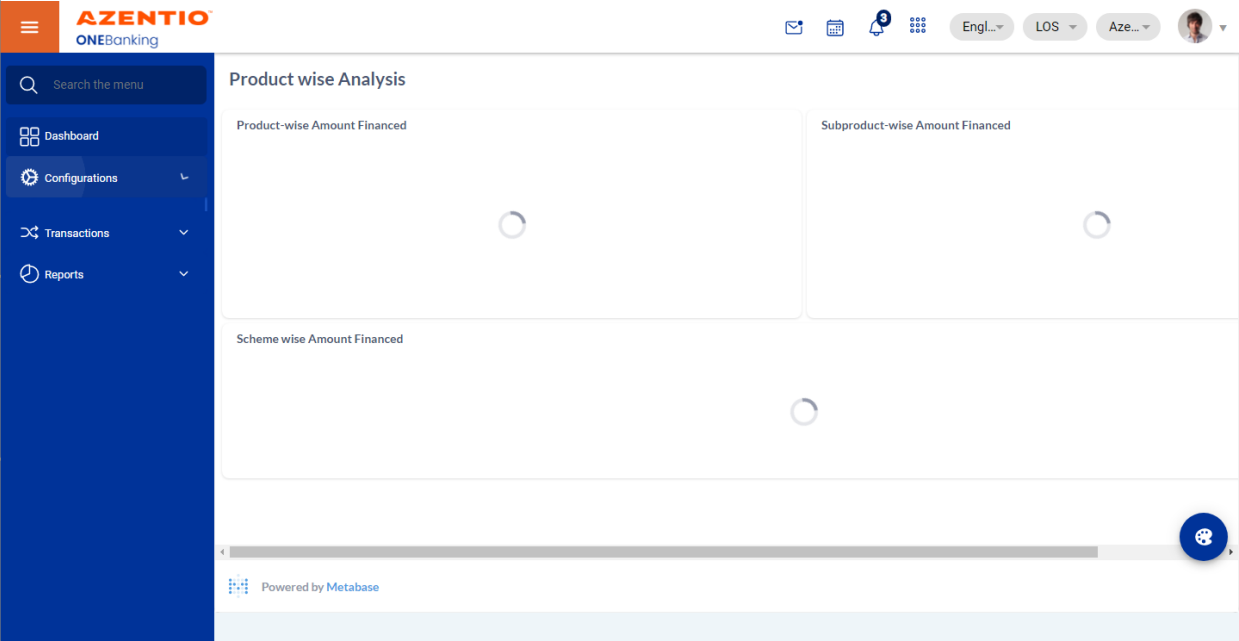 AZENTIO™
ONEBanking
3
Engl...
LOS
Aze...
Search the menu
Dashboard
Configurations
Transactions
Reports
Product wise Analysis
Product-wise Amount Financed
Subproduct-wise Amount Financed
Scheme wise Amount Financed
Powered by Metabase